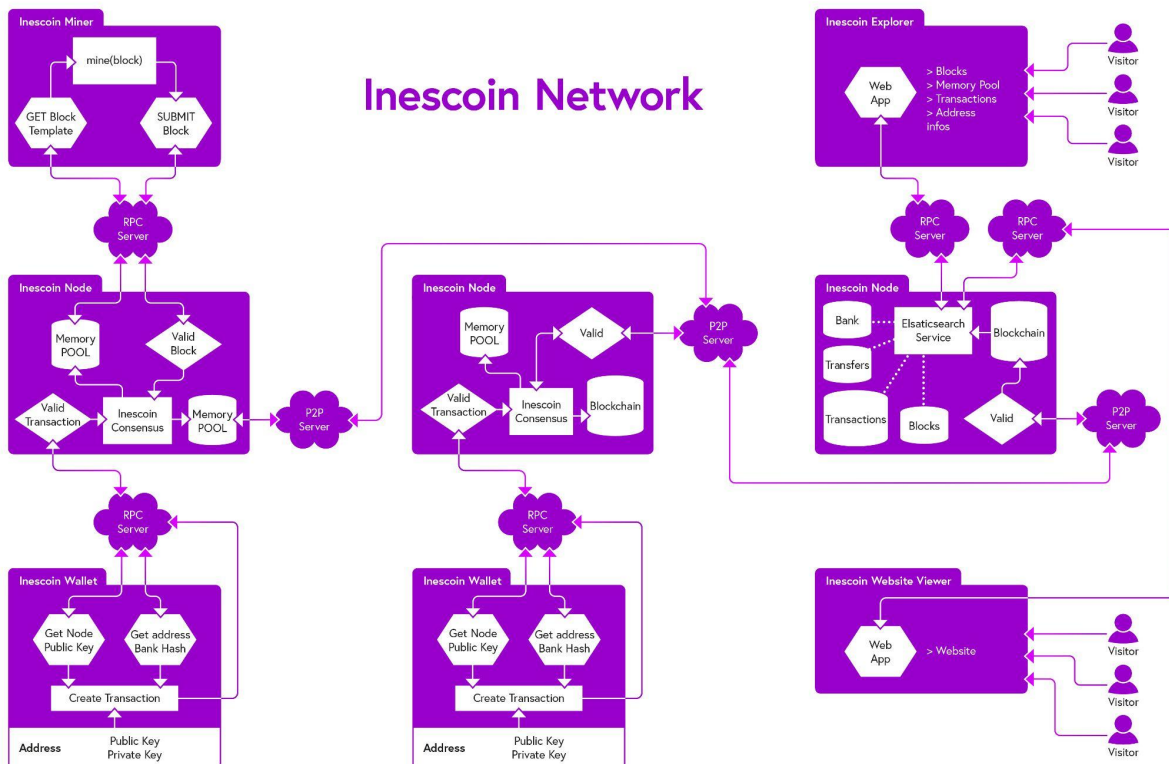 Inescoin Network
Inescoin Miner
mine(block)
GET Block
Template
SUBMIT
Block
RPC
Server
Inescoin Node
Memory
POOL
Valid
Block
Valid
Transaction
Inescoin
Consensus
Memory
POOL
P2P
Server
RPC
Server
Inescoin Wallet
Get Node
Public Key
Get address
Bank Hash
Create Transaction
Address
Public Key
Private Key
Inescoin Node
Memory
POOL
Valid
Valid
Transaction
Inescoin
Consensus
Blockchain
P2P
Server
RPC
Server
Inescoin Wallet
Get Node
Public Key
Get address
Bank Hash
Create Transaction
Address
Public Key
Private Key
Inescoin Explorer
Web
App
> Blocks
> Memory Pool
> Transactions
> Address
infos
Visitor
Visitor
Visitor
RPC
Server
RPC
Server
Inescoin Node
Bank
Elsaticsearch
Service
Blockchain
Transfers
Transactions
Blocks
Valid
P2P
Server
Inescoin Website Viewer
Web
App
> Website
Visitor
Visitor
Visitor